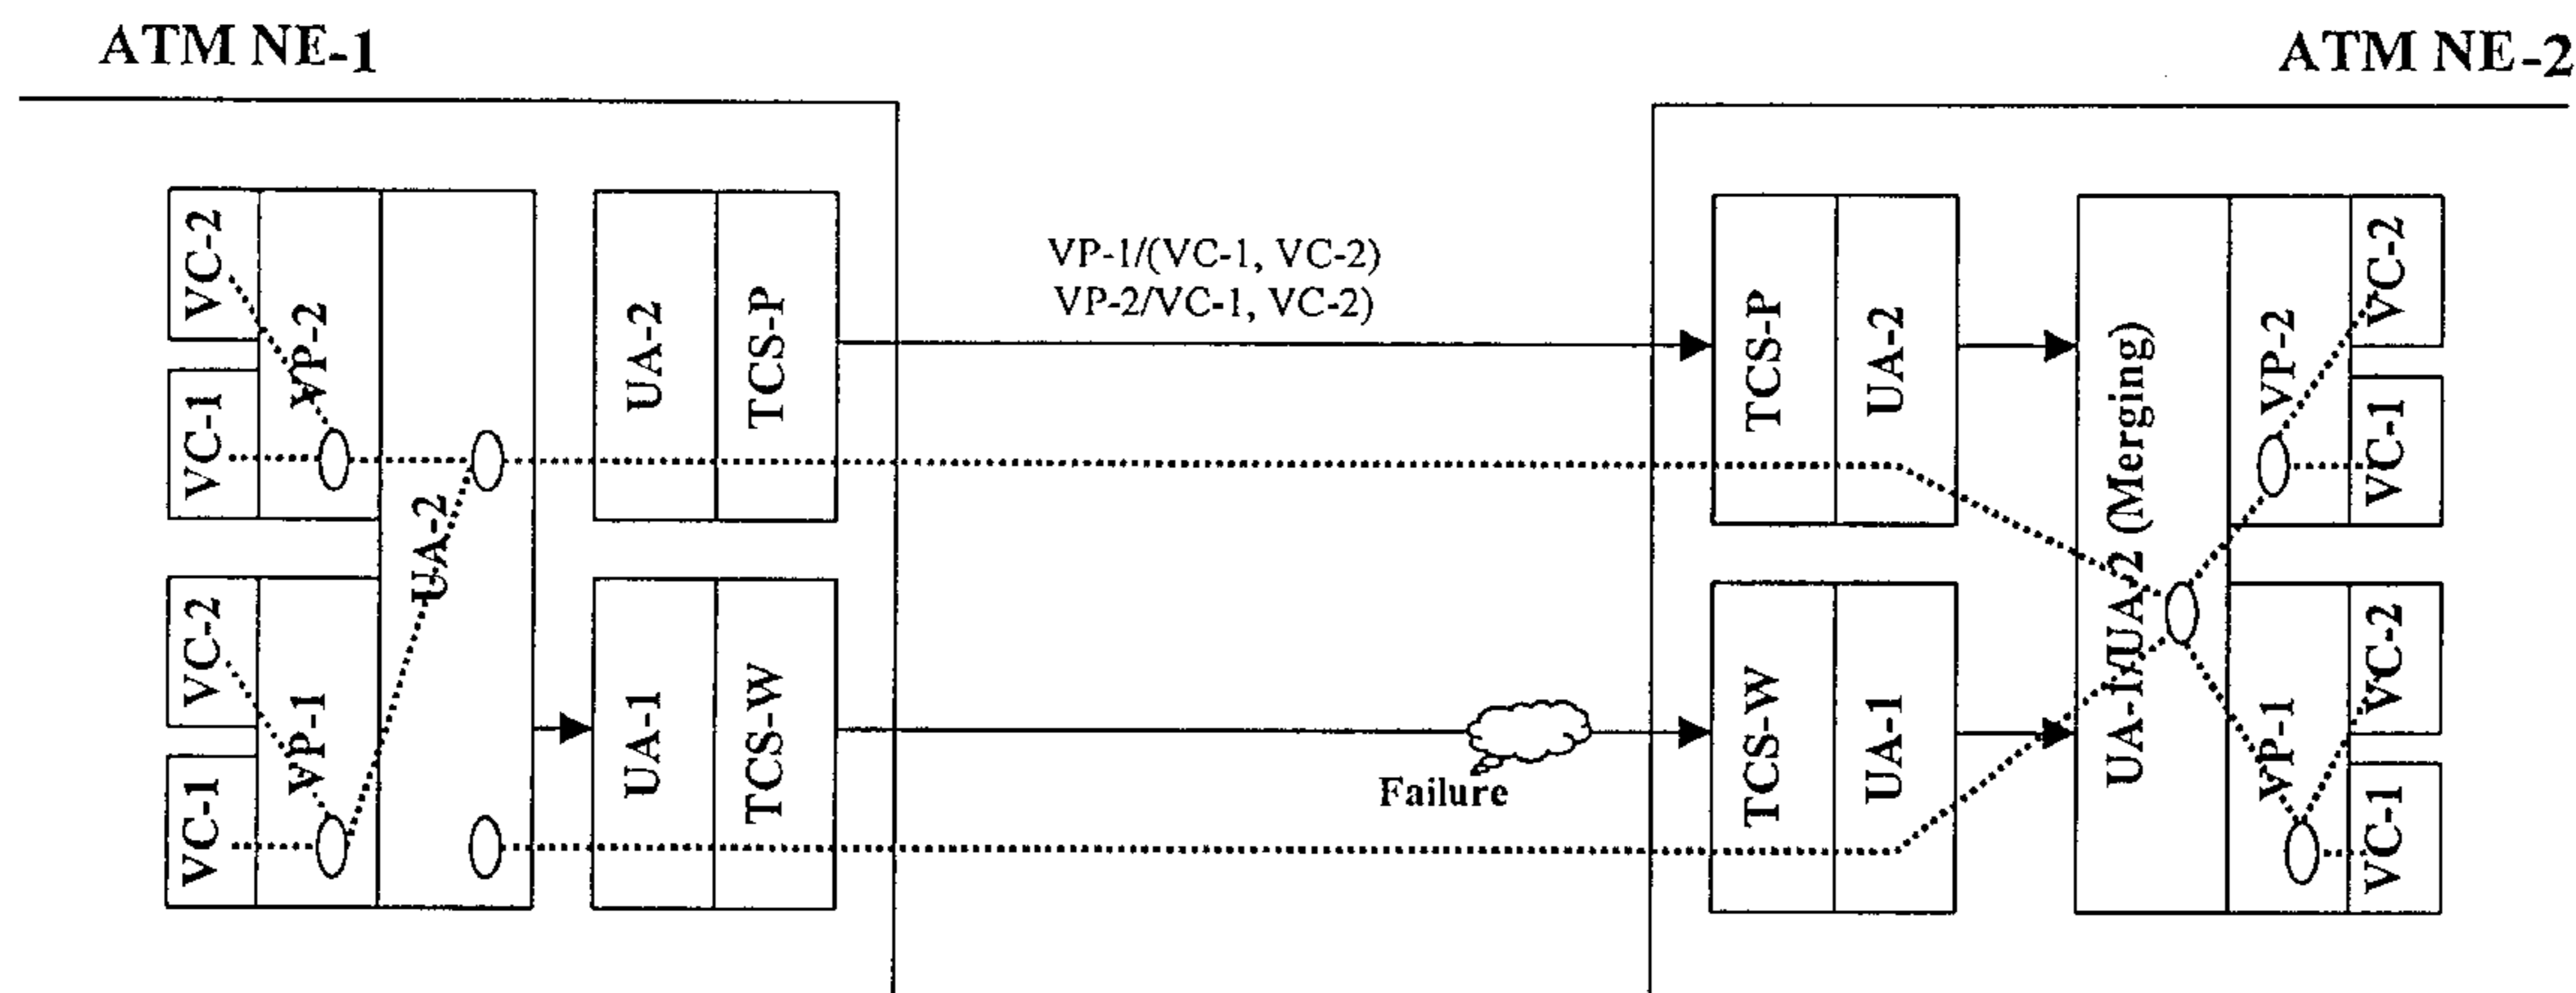 ATM NE-1
ATM NE-2
VC-2
VC-1
VP-2
VC-2
VC-1
VP-1
UA-2
UA-2
TCS-P
UA-1
TCS-W
VP-1/(VC-1, VC-2)
VP-2/VC-1, VC-2)
Failure
TCS-P
UA-2
TCS-W
UA-1
UA-1/UA2 (Merging)
VP-2
VC-2
VC-1
VP-1
VC-2
VC-1